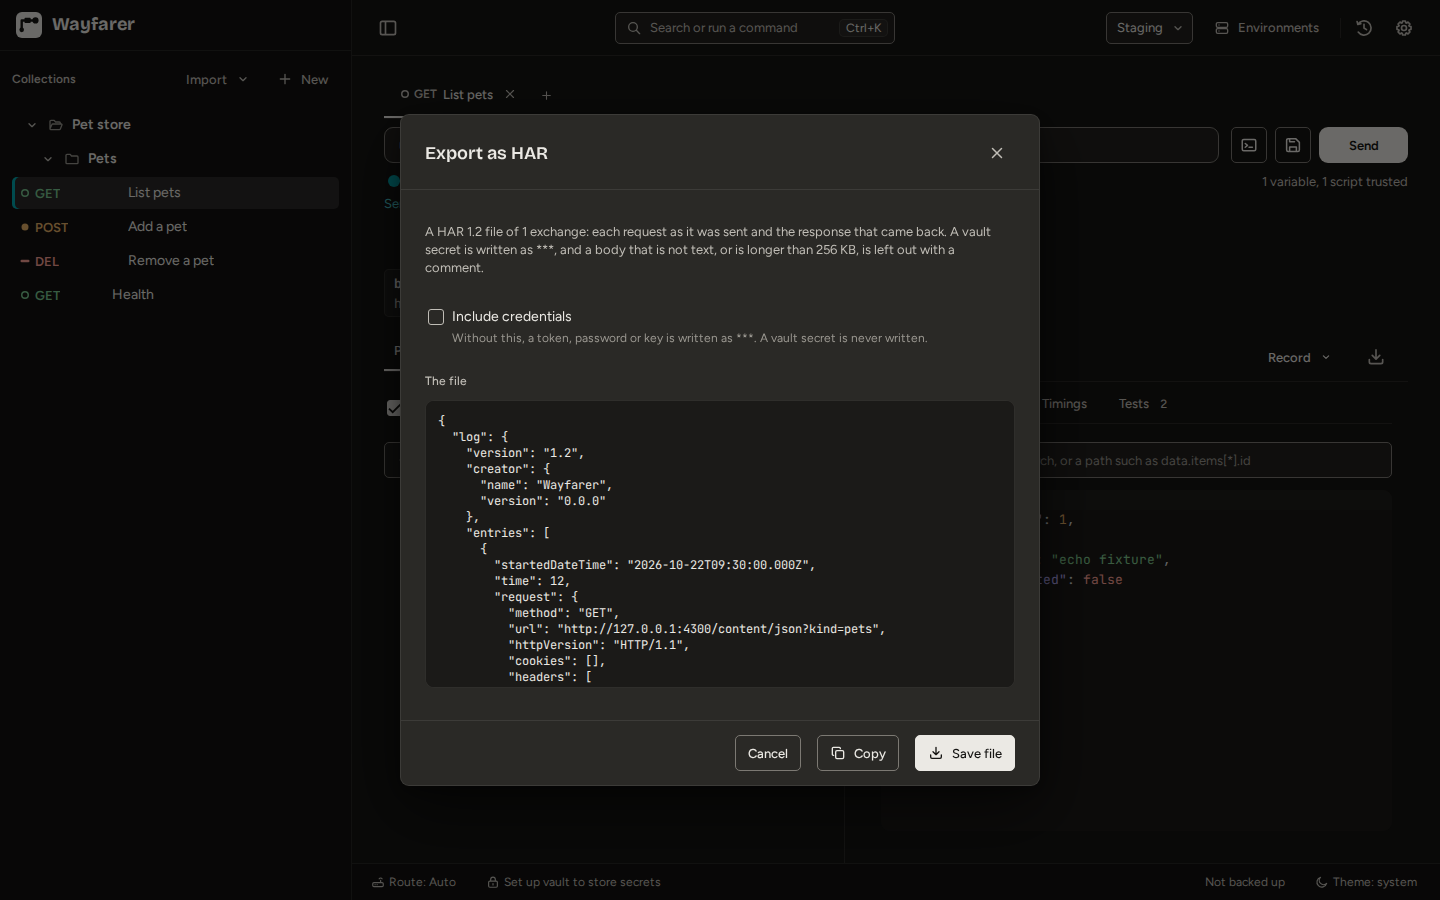 Wayfarer
Search or run a command
Ctrl+K
Staging
Environments
Collections
Import
New
GET List pets
Pet store
Pets
GET List pets
POST Add a pet
DEL Remove a pet
GET Health
Send
1 variable, 1 script trusted
Se
Export as HAR
A HAR 1.2 file of 1 exchange: each request as it was sent and the response that came back. A vault
secret is written as ***, and a body that is not text, or is longer than 256 KB, is left out with a
comment.
Include credentials
Without this, a token, password or key is written as ***. A vault secret is never written.
The file
{
"log": {
"version": "1.2",
"creator": {
"name": "Wayfarer",
"version": "0.0.0"
},
"entries": [
{
"startedDateTime": "2026-10-22T09:30:00.000Z",
"time": 12,
"request": {
"method": "GET",
"url": "http://127.0.0.1:4300/content/json?kind=pets",
"httpVersion": "HTTP/1.1",
"cookies": [],
"headers": [
Cancel
Copy
Save file
Record
Timings
Tests 2
ch, or a path such as data.items[*].id
": 1,
"echo fixture",
ed": false
Route: Auto
Set up vault to store secrets
Not backed up
Theme: system